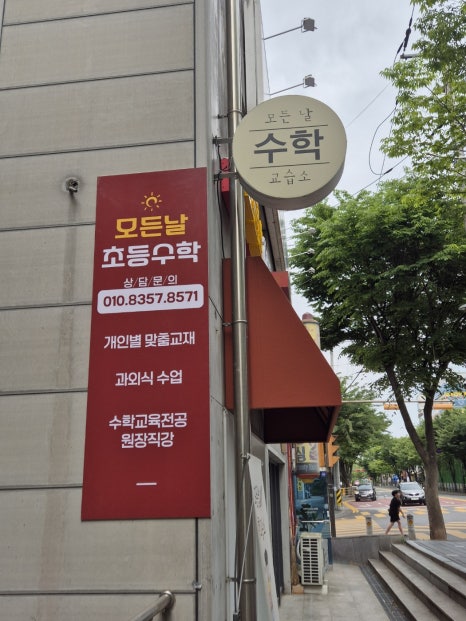 모든 날
수학
교습소
모든날
초등수학
상/담/문/의
010.8357.8571
개인별 맞춤교재
과외식 수업
수학교육전공
원장직강